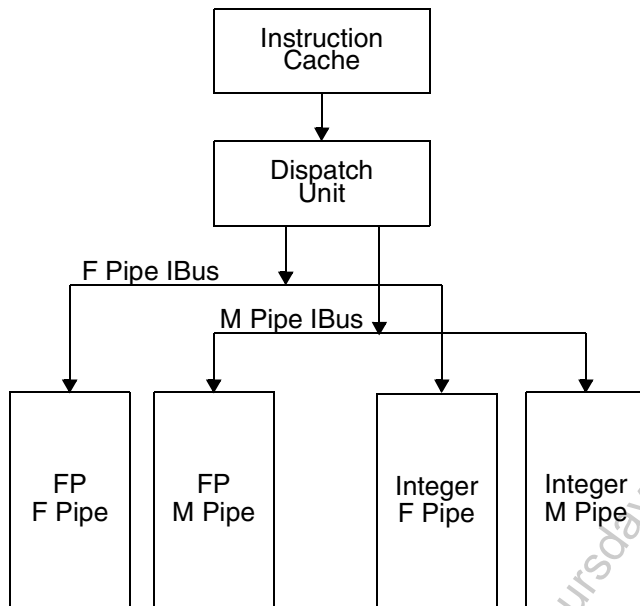 Instruction
Cache
Dispatch
Unit
F Pipe IBus
M Pipe IBus
FP
F Pipe
FP
M Pipe
Integer
F Pipe
Integer
M Pipe